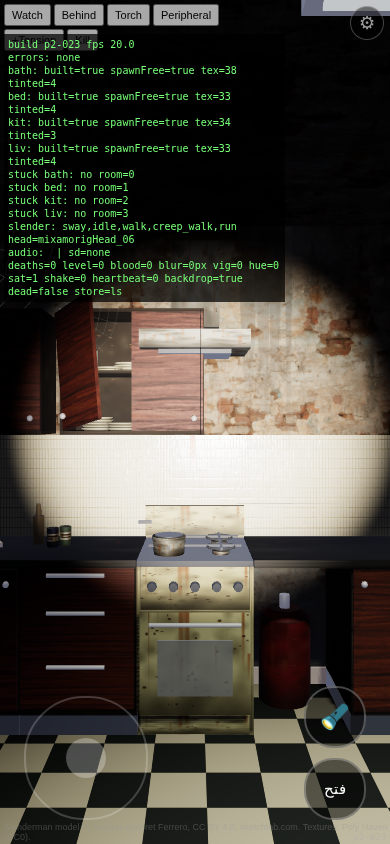 Watch Behind Torch Peripheral
build p2-023 fps 20.0
errors: none
bath: built=true spawnFree=true tex=38
tinted=4
bed: built=true spawnFree=true tex=33
tinted=4
kit: built=true spawnFree=true tex=34
tinted=3
liv: built=true spawnFree=true tex=33
tinted=4
stuck bath: no room=0
stuck bed: no room=1
stuck kit: no room=2
stuck liv: no room=3
slender: sway,idle,walk,creep_walk,run
head=mixamorigHead_06
audio:  | sd=none
deaths=0 level=0 blood=0 blur=0px vig=0 hue=0
sat=1 shake=0 heartbeat=0 backdrop=true
dead=false store=ls
فتح
enderman model Ferrero, CC Textures